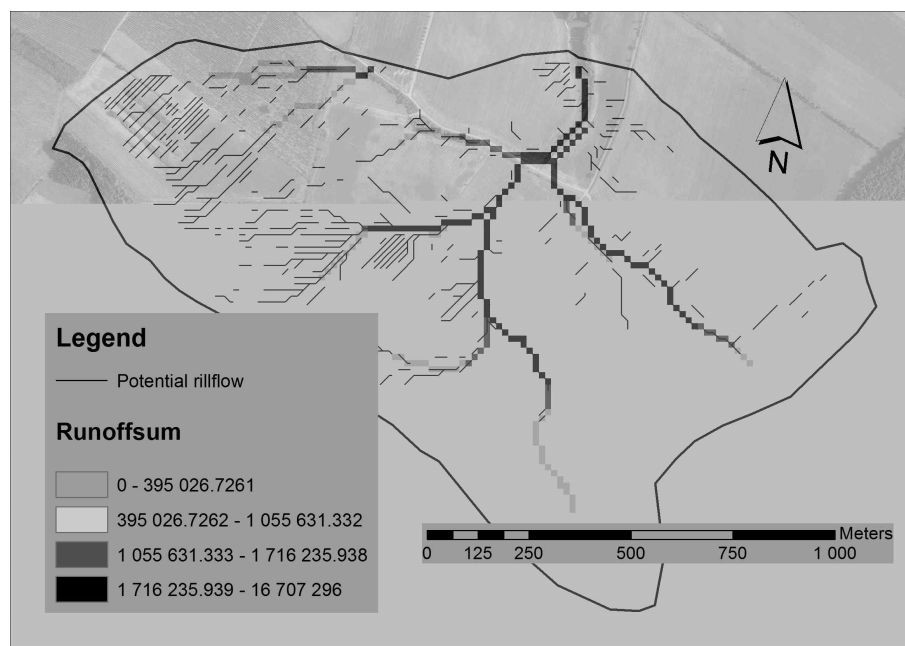 N
Legend
Potential rillflow
Runoffsum
0 - 395 026.7261
395 026.7262 - 1 055 631.332
1 055 631.333 - 1 716 235.938
1 716 235.939 - 16 707 296
Meters
0 125 250 500 750 1 000